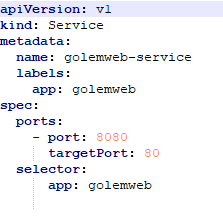 apiVersion: v1
kind: Service
metadata:
  name: golemweb-service
  labels:
    app: golemweb
spec:
  ports:
    - port: 8080
      targetPort: 80
  selector:
      app: golemweb